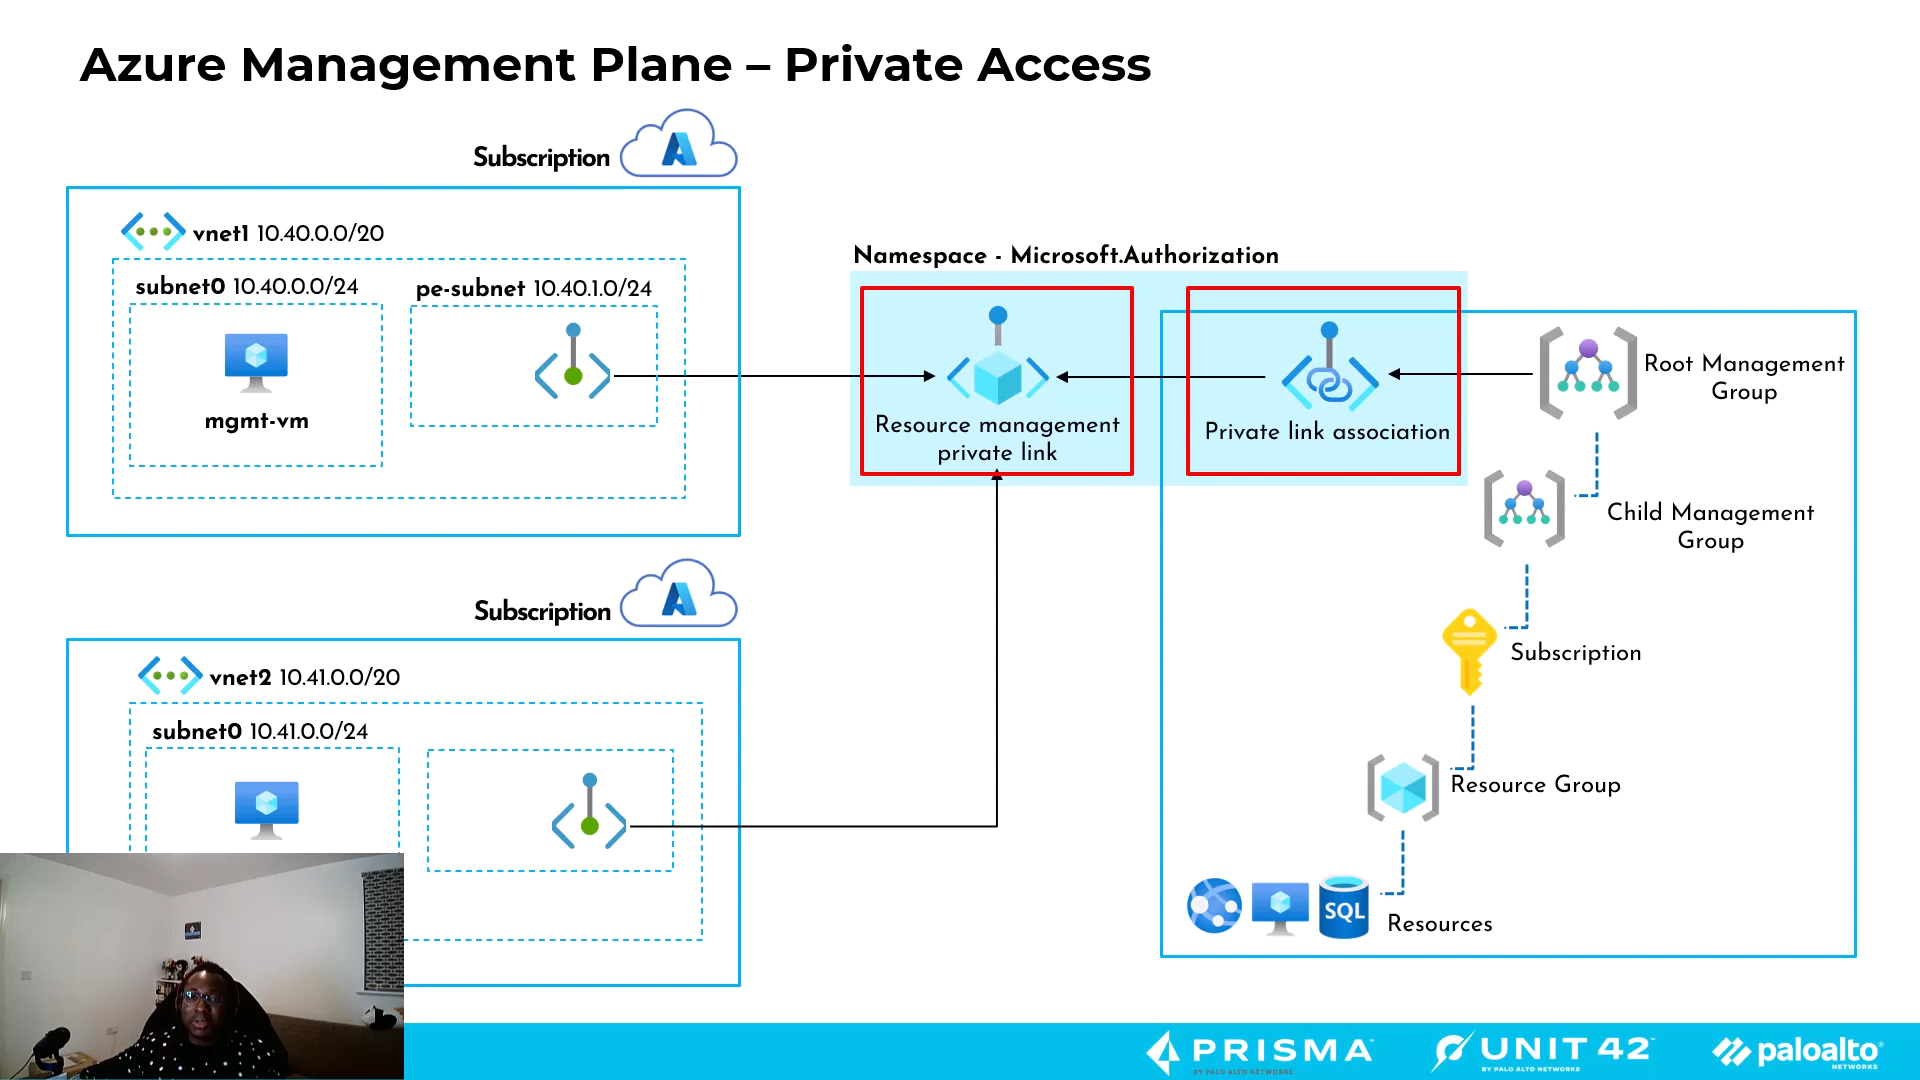 Azure Management Plane – Private Access
Subscription
vnet1 10.40.0.0/20
subnet0 10.40.0.0/24
pe-subnet 10.40.1.0/24
mgmt-vm
Namespace - Microsoft.Authorization
Resource management
private link
Private link association
Root Management
Group
Child Management
Group
Subscription
Resource Group
SQL
Resources
Subscription
vnet2 10.41.0.0/20
subnet0 10.41.0.0/24
PRISMA
BY PALO ALTO NETWORKS
UNIT 42
BY PALO ALTO NETWORKS
paloalto
NETWORKS